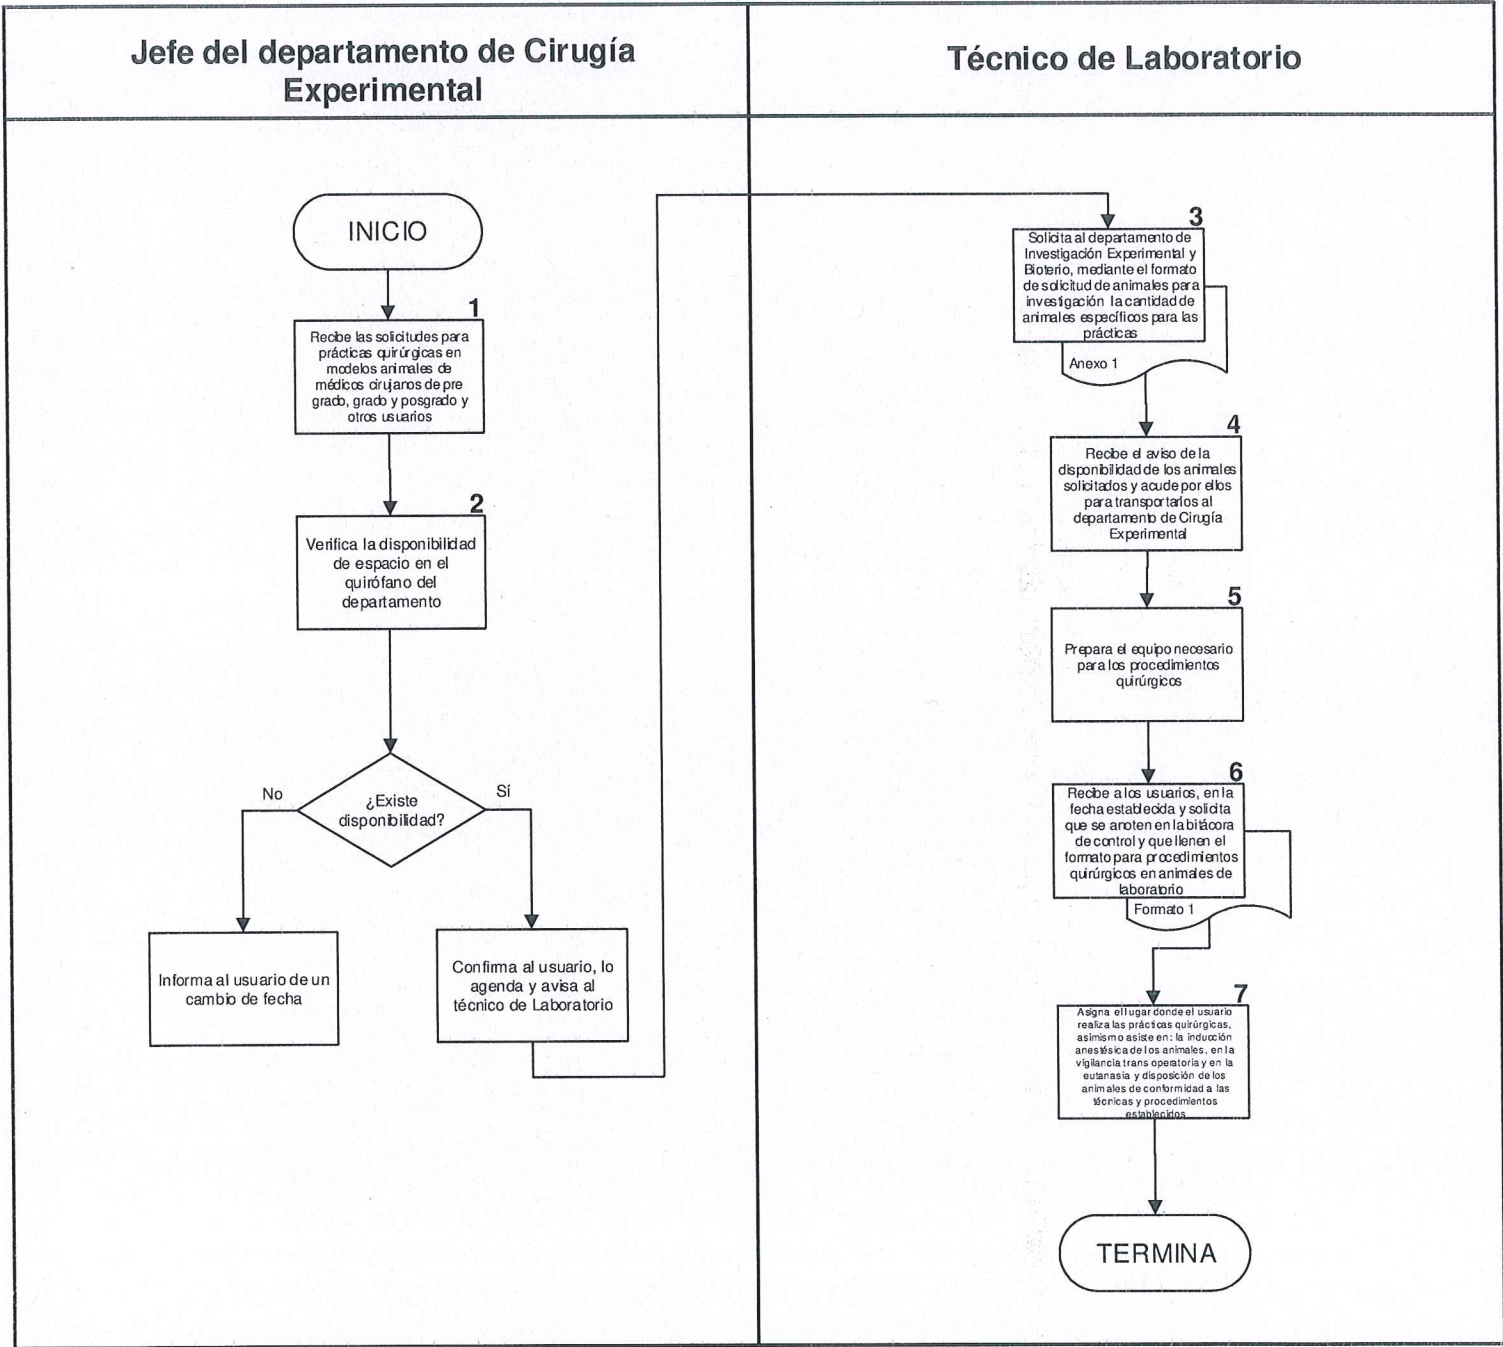 Jefe del departamento de Cirugía
Experimental
Técnico de Laboratorio
INICIO
1
Recibe las solicitudes para
prácticas quirúrgicas en
modelos animales de
médicos cirujanos de pre
grado, grado y posgrado y
otros usuarios
2
Verifica la disponibilidad
de espacio en el
quirófano del
departamento
¿Existe
disponibilidad?
No
Sí
Informa al usuario de un
cambio de fecha
Confirma al usuario, lo
agenda y avisa al
técnico de Laboratorio
3
Solicita al departamento de
Investigación Experimental y
Bioterio, mediante el formato
de solicitud de animales para
investigación la cantidad de
animales específicos para las
prácticas
Anexo 1
4
Recibe el aviso de la
disponibilidad de los animales
solicitados y acude por ellos
para transportarlos al
departamento de Cirugía
Experimental
5
Prepara el equipo necesario
para los procedimientos
quirúrgicos
6
Recibe a los usuarios, en la
fecha establecida y solicita
que se anoten en la bitácora
de control y que llenen el
formato para procedimientos
quirúrgicos en animales de
laboratorio
Formato 1
7
Asigna el lugar donde el usuario
realiza las prácticas quirúrgicas,
asimismo asiste en: la inducción
anestésica de los animales, en la
vigilancia trans operatoria y en la
eutanasia y disposición de los
animales de conformidad a las
técnicas y procedimientos
establecidos
TERMINA